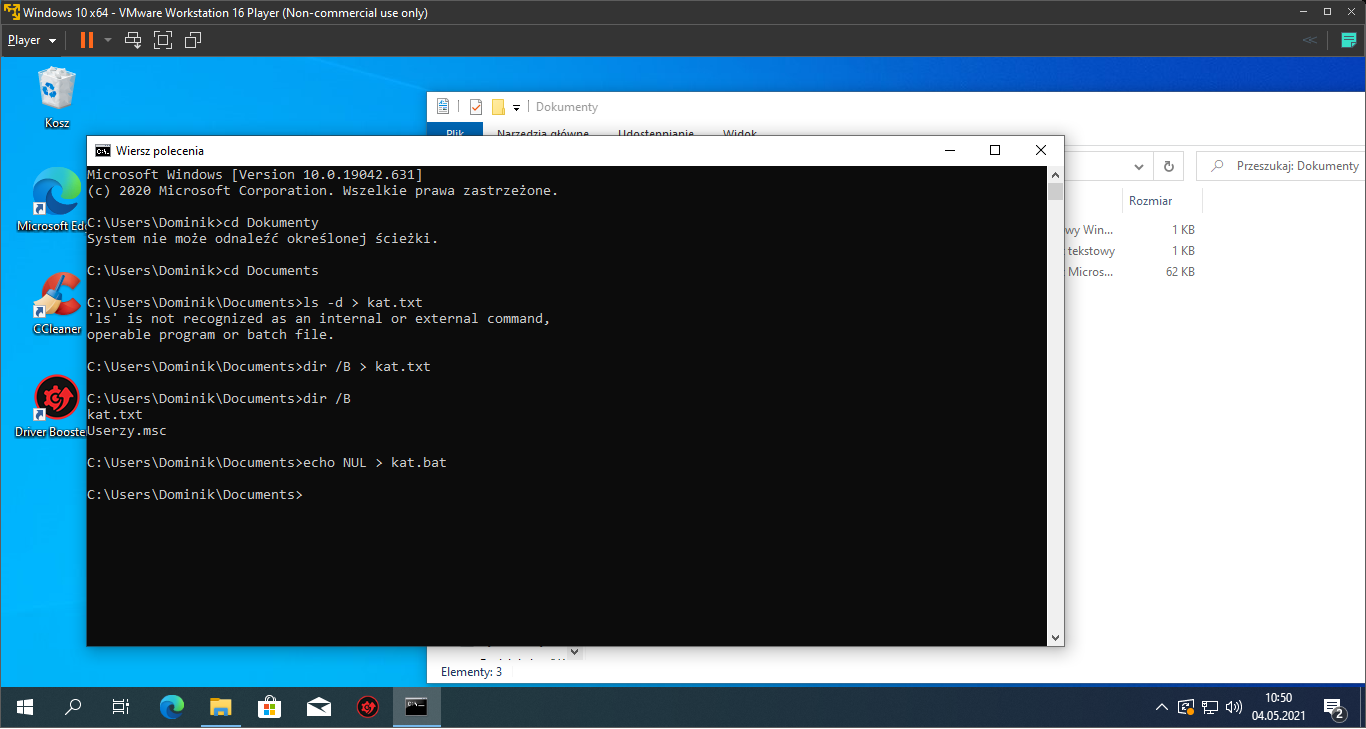 Windows 10 x64 - VMware Workstation 16 Player (Non-commercial use only)
Player
Kosz
Dokumenty
Plik Narzędzia główne Udostępnianie Widok
Wiersz polecenia
Microsoft Windows [Version 10.0.19042.631]
(c) 2020 Microsoft Corporation. Wszelkie prawa zastrzeżone.
C:\Users\Dominik>cd Dokumenty
System nie może odnaleźć określonej ścieżki.
C:\Users\Dominik>cd Documents
C:\Users\Dominik\Documents>ls -d > kat.txt
'ls' is not recognized as an internal or external command,
operable program or batch file.
C:\Users\Dominik\Documents>dir /B > kat.txt
C:\Users\Dominik\Documents>dir /B
kat.txt
Userzy.msc
C:\Users\Dominik\Documents>echo NUL > kat.bat
C:\Users\Dominik\Documents>
Przeszukaj: Dokumenty
Rozmiar
wy Win... 1 KB
tekstowy 1 KB
Micros... 62 KB
Microsoft Ed
CCleaner
Driver Booste
Elementy: 3
10:50
04.05.2021
2